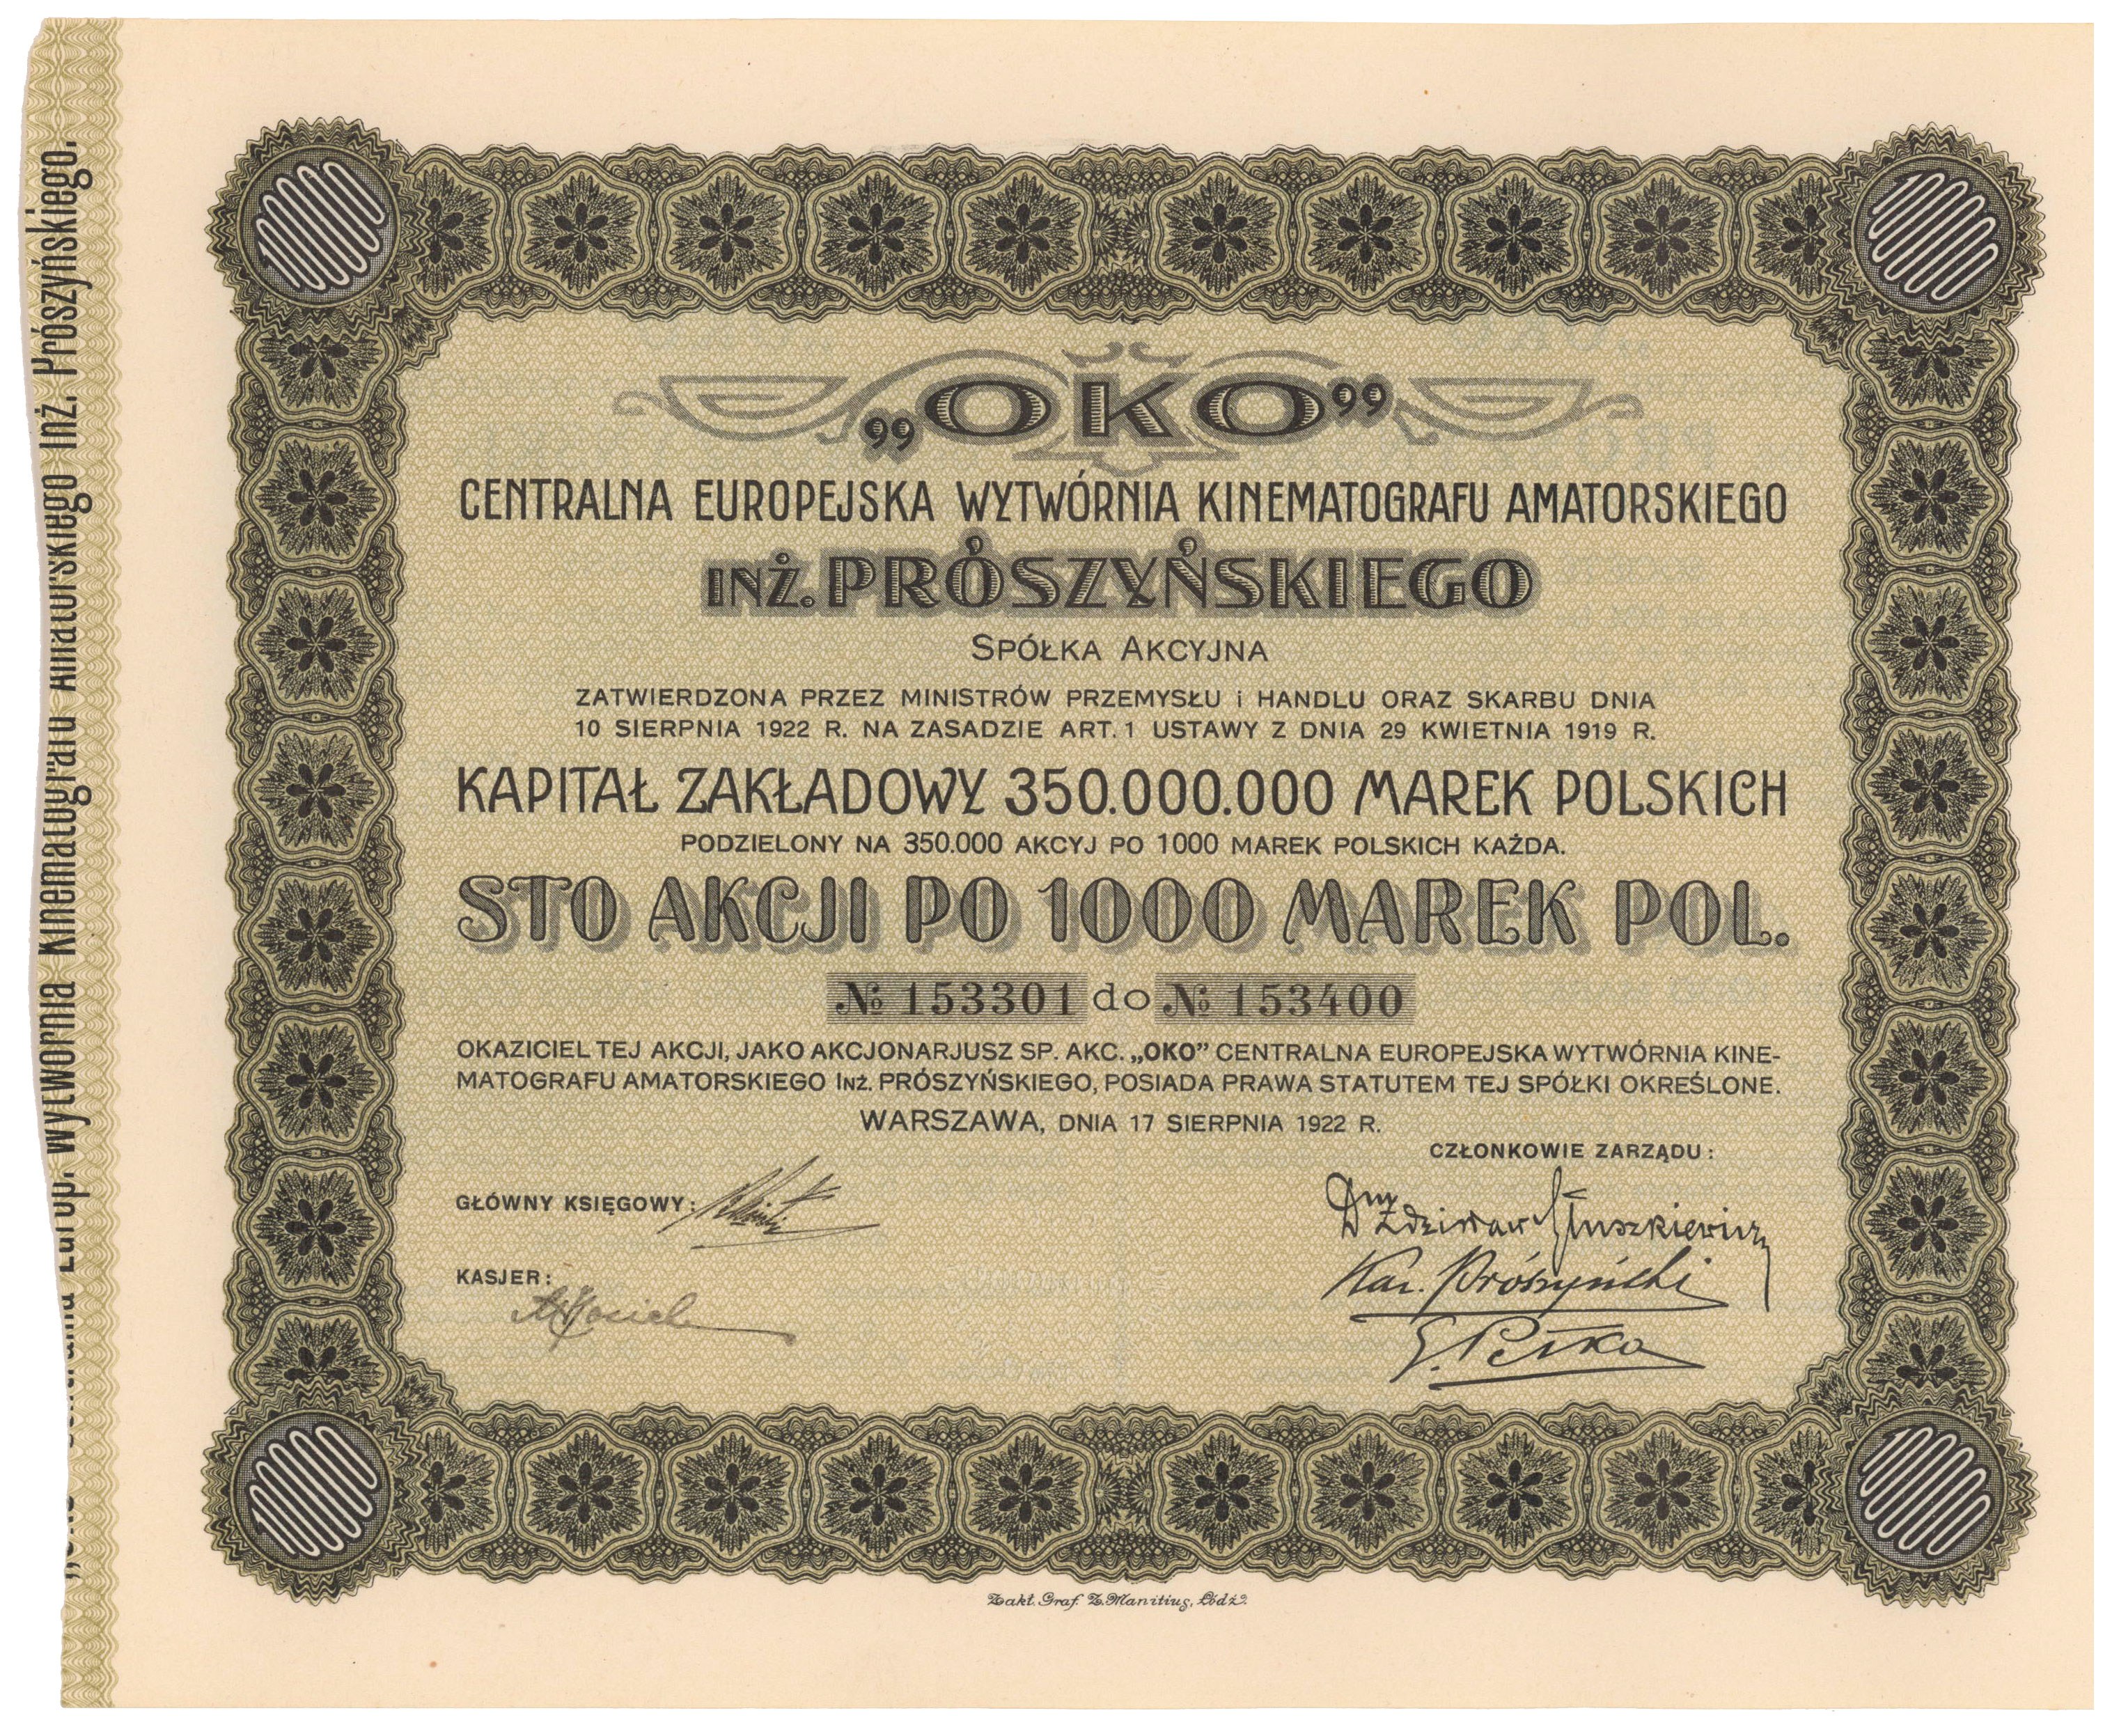 „OKO”
CENTRALNA EUROPEJSKA WYTWÓRNIA KINEMATOGRAFU AMATORSKIEGO
INŻ. PRÓSZYŃSKIEGO
SPÓŁKA AKCYJNA
ZATWIERDZONA PRZEZ MINISTRÓW PRZEMYSŁU i HANDLU ORAZ SKARBU DNIA
10 SIERPNIA 1922 R. NA ZASADZIE ART. 1 USTAWY Z DNIA 29 KWIETNIA 1919 R.
KAPITAŁ ZAKŁADOWY 350.000.000 MAREK POLSKICH
PODZIELONY NA 350.000 AKCYJ PO 1000 MAREK POLSKICH KAŻDA.
STO AKCJI PO 1000 MAREK POL.
№ 153301 do № 153400
OKAZICIEL TEJ AKCJI, JAKO AKCJONARJUSZ SP. AKC. „OKO” CENTRALNA EUROPEJSKA WYTWÓRNIA KINE-
MATOGRAFU AMATORSKIEGO INŻ. PRÓSZYŃSKIEGO, POSIADA PRAWA STATUTEM TEJ SPÓŁKI OKREŚLONE.
WARSZAWA, DNIA 17 SIERPNIA 1922 R.
CZŁONKOWIE ZARZĄDU:
GŁÓWNY KSIĘGOWY:
KASJER:
Kaz. Prószyński
Zakł. Graf. Z. Manitius, Łódź
Europ. Wytwórnia Kinematografu Amatorskiego Inż. Prószyńskiego.